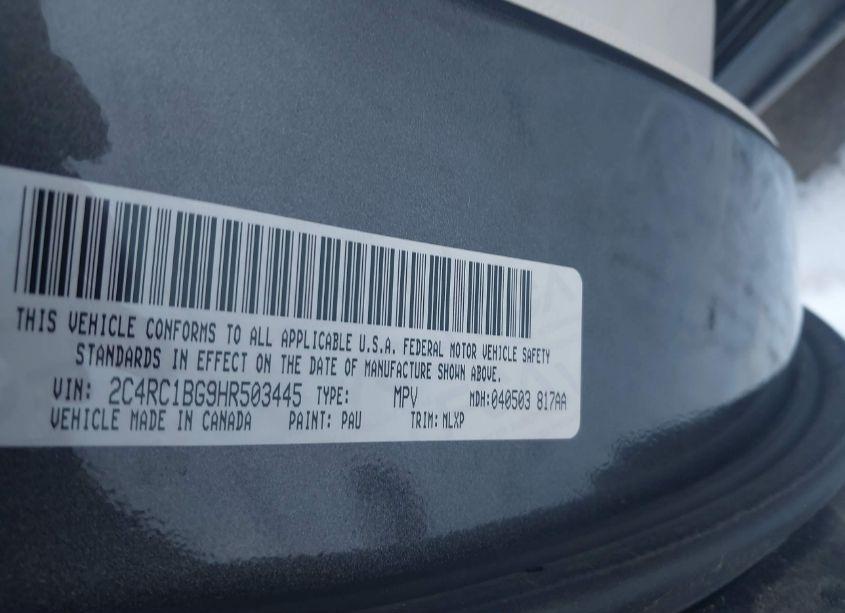 THIS VEHICLE CONFORMS TO ALL APPLICABLE U.S.A. FEDERAL MOTOR VEHICLE SAFETY
STANDARDS IN EFFECT ON THE DATE OF MANUFACTURE SHOWN ABOVE.
VIN: 2C4RC1BG9HR503445 TYPE: MPV MDH:040503 817AA
VEHICLE MADE IN CANADA PAINT: PAU TRIM: MLXP